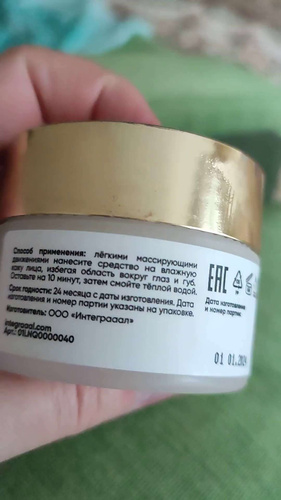 Способ применения: лёгкими массирующими
движениями нанесите средство на влажную
кожу лица, избегая область вокруг глаз и губ.
Оставьте на 10 минут, затем смойте тёплой водой.
Срок годности: 24 месяца с даты изготовления. Дата
изготовления и номер партии указаны на упаковке.
Изготовитель: ООО «Интеграаал»
integraaal.com
Арт.: 01LHQ0000040
EAC
Дата изготовления
и номер партии:
01 01.2024